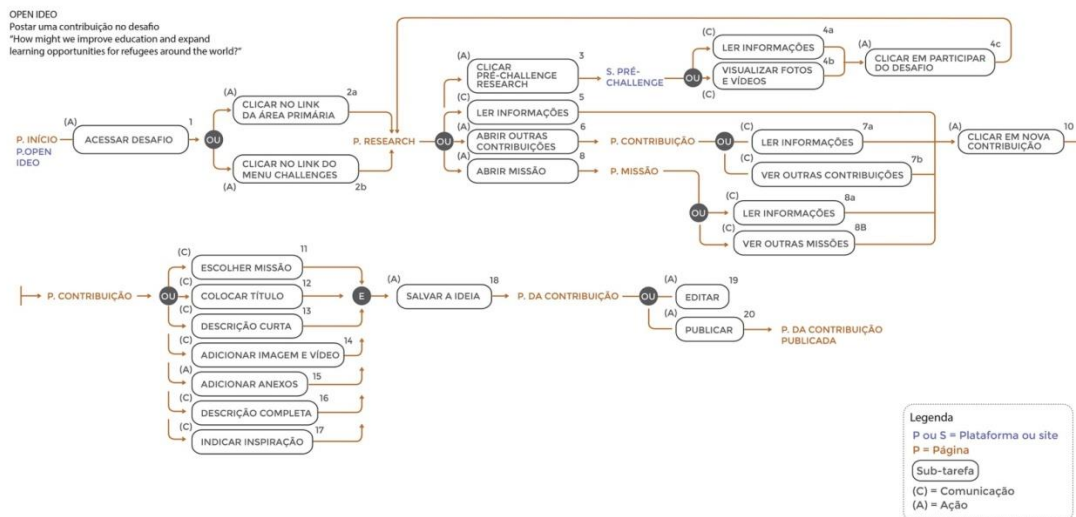 OPEN IDEO
Postar uma contribuição no desafio
“How might we improve education and expand
learning opportunities for refugees around the world?”
P. INÍCIO
P.OPEN
IDEO
(A)
ACESSAR DESAFIO
1
OU
(A)
CLICAR NO LINK
DA ÁREA PRIMÁRIA
2a
CLICAR NO LINK DO
MENU CHALLENGES
(A)
2b
P. RESEARCH
OU
(A)
CLICAR
PRÉ-CHALLENGE
RESEARCH
3
S. PRÉ-
CHALLENGE
OU
(C)
LER INFORMAÇÕES
4a
VISUALIZAR FOTOS
E VÍDEOS
4b
(C)
(A)
CLICAR EM PARTICIPAR
DO DESAFIO
4c
(C)
LER INFORMAÇÕES
5
(A)
ABRIR OUTRAS
CONTRIBUIÇÕES
6
P. CONTRIBUIÇÃO
OU
(C)
LER INFORMAÇÕES
7a
(C)
VER OUTRAS CONTRIBUIÇÕES
7b
(A)
ABRIR MISSÃO
8
P. MISSÃO
OU
(C)
LER INFORMAÇÕES
8a
(C)
VER OUTRAS MISSÕES
8B
(A)
CLICAR EM NOVA
CONTRIBUIÇÃO
10
P. CONTRIBUIÇÃO
OU
(C)
ESCOLHER MISSÃO
11
(C)
COLOCAR TÍTULO
12
(C)
DESCRIÇÃO CURTA
13
(C)
ADICIONAR IMAGEM E VÍDEO
14
(A)
ADICIONAR ANEXOS
15
(C)
DESCRIÇÃO COMPLETA
16
(C)
INDICAR INSPIRAÇÃO
17
E
(A)
SALVAR A IDEIA
18
P. DA CONTRIBUIÇÃO
OU
(A)
EDITAR
19
(A)
PUBLICAR
20
P. DA CONTRIBUIÇÃO
PUBLICADA
Legenda
P ou S = Plataforma ou site
P = Página
Sub-tarefa
(C) = Comunicação
(A) = Ação